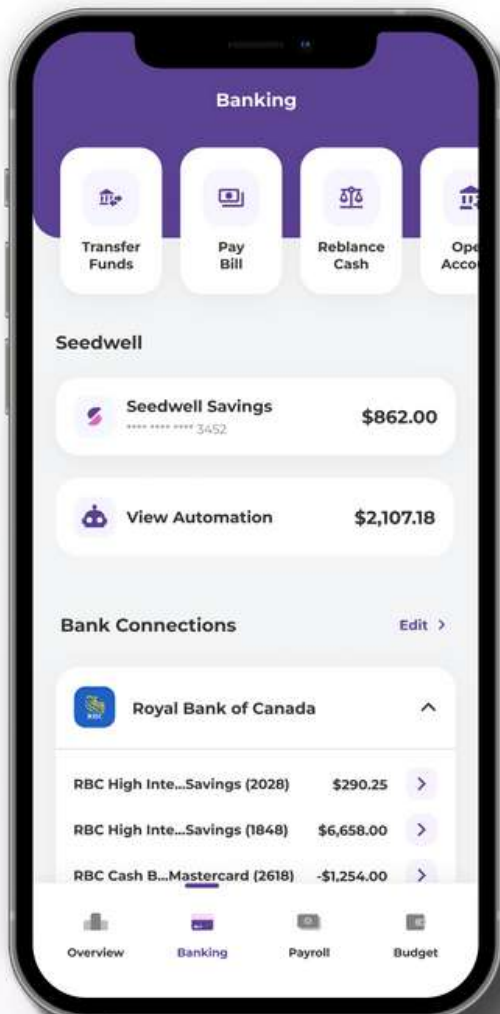 Banking
Transfer
Funds
Pay
Bill
Reblance
Cash
Ope
Acco
Seedwell
Seedwell Savings
**** **** **** 3452
$862.00
View Automation
$2,107.18
Bank Connections
Edit >
RBC
Royal Bank of Canada
RBC High Inte...Savings (2028) $290.25
RBC High Inte...Savings (1848) $6,658.00
RBC Cash B...Mastercard (2618) -$1,254.00
Overview
Banking
Payroll
Budget